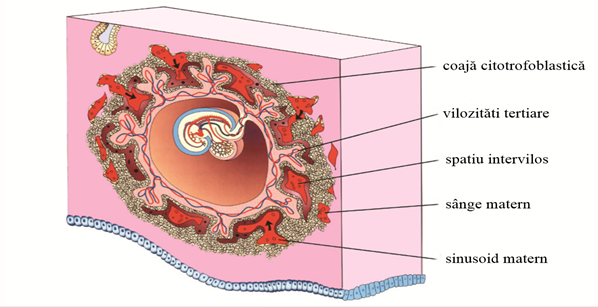 coajă citotrofoblastică
vilozităti tertiare
spatiu intervilos
sânge matern
sinusoid matern